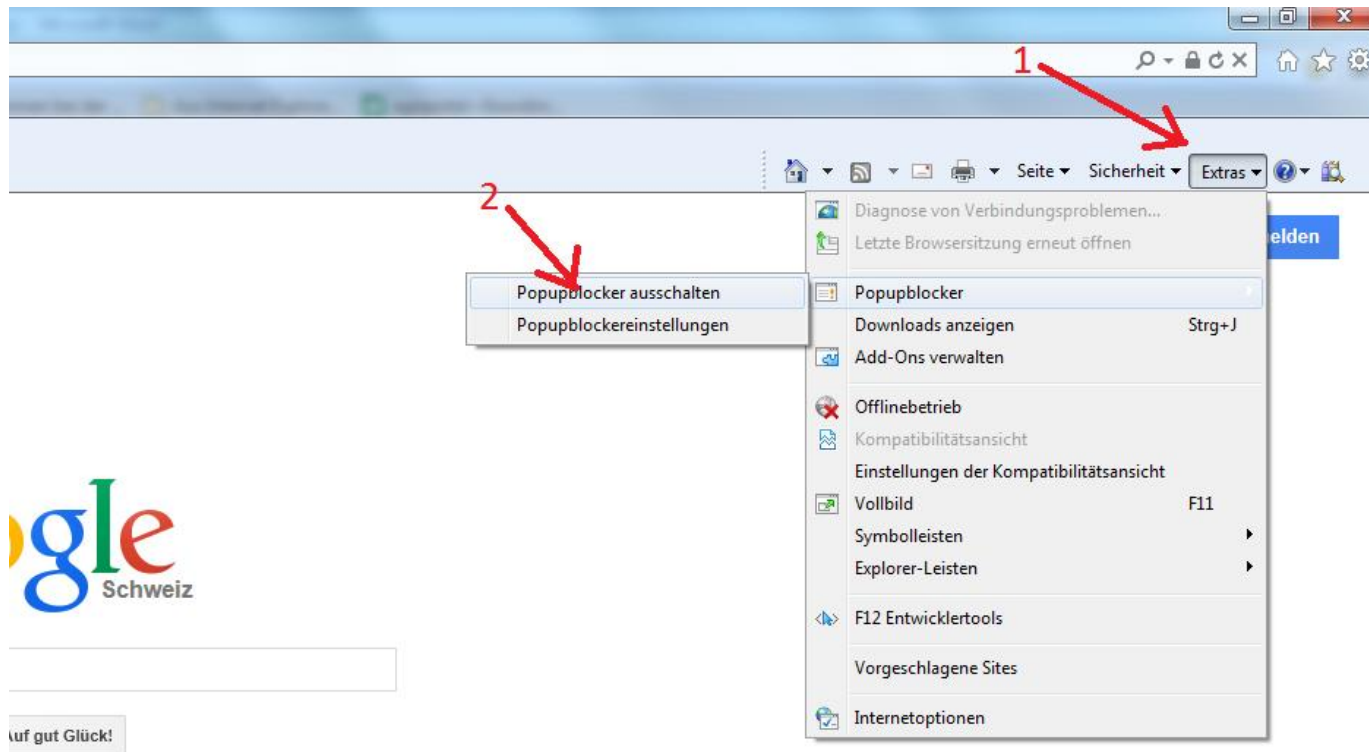 1
Seite Sicherheit Extras
2
Diagnose von Verbindungsproblemen...
Letzte Browsersitzung erneut öffnen
elden
Popupblocker ausschalten
Popupblocker
Popupblockereinstellungen
Downloads anzeigen Strg+J
Add-Ons verwalten
Offlinebetrieb
Kompatibilitätsansicht
Einstellungen der Kompatibilitätsansicht
Vollbild F11
Symbolleisten
Explorer-Leisten
ogle
Schweiz
F12 Entwicklertools
Vorgeschlagene Sites
Internetoptionen
Auf gut Glück!